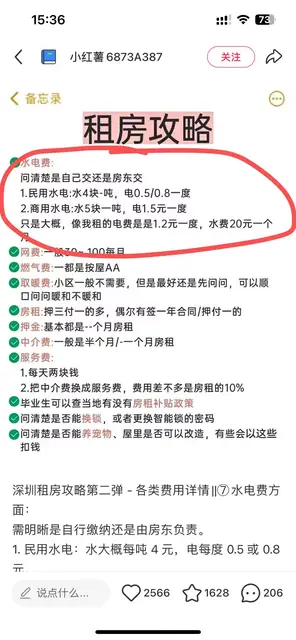 15:36
73
小红薯 6873A387
关注
备忘录
租房攻略
水电费:
问清楚是自己交还是房东交
1.民用水电:水4块-吨，电0.5/0.8一度
2.商用水电:水5块一吨，电1.5元一度
只是大概，像我租的电费是是1.2元一度，水费20元一个
月
网费:一般30~100每月
燃气费:一都是按屋AA
取暖费:小区一般不需要，但是最好还是先问问，可以顺
口问问暖和不暖和
房租:押三付一的多，偶尔有签一年合同/押付一的
押金:基本都是--个月房租
中介费:一般是半个月/-一个月房租
服务费:
1.每天两块钱
2.把中介费换成服务费，费用差不多是房租的10%
毕业生可以查当地有没有房租补贴政策
问清楚是否能换锁，或者更换智能锁的密码
问清楚是否能养宠物、屋里是否可以改造，有些会以这些
扣钱
深圳租房攻略第二弹 - 各类费用详情‖⑦ 水电费方
面：
需明晰是自行缴纳还是由房东负责。
1. 民用水电：水大概每吨 4 元，电每度 0.5 或 0.8
元
说点什么...
2566
1628
206